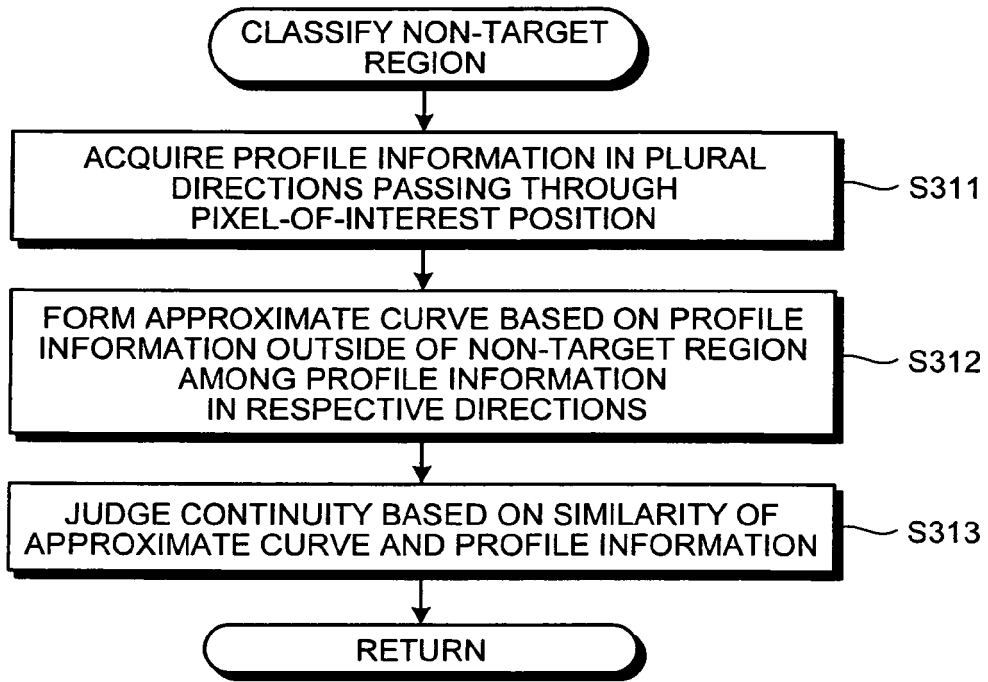 CLASSIFY NON-TARGET
REGION
ACQUIRE PROFILE INFORMATION IN PLURAL
DIRECTIONS PASSING THROUGH
PIXEL-OF-INTEREST POSITION
S311
FORM APPROXIMATE CURVE BASED ON PROFILE
INFORMATION OUTSIDE OF NON-TARGET REGION
AMONG PROFILE INFORMATION
IN RESPECTIVE DIRECTIONS
S312
JUDGE CONTINUITY BASED ON SIMILARITY OF
APPROXIMATE CURVE AND PROFILE INFORMATION
S313
RETURN